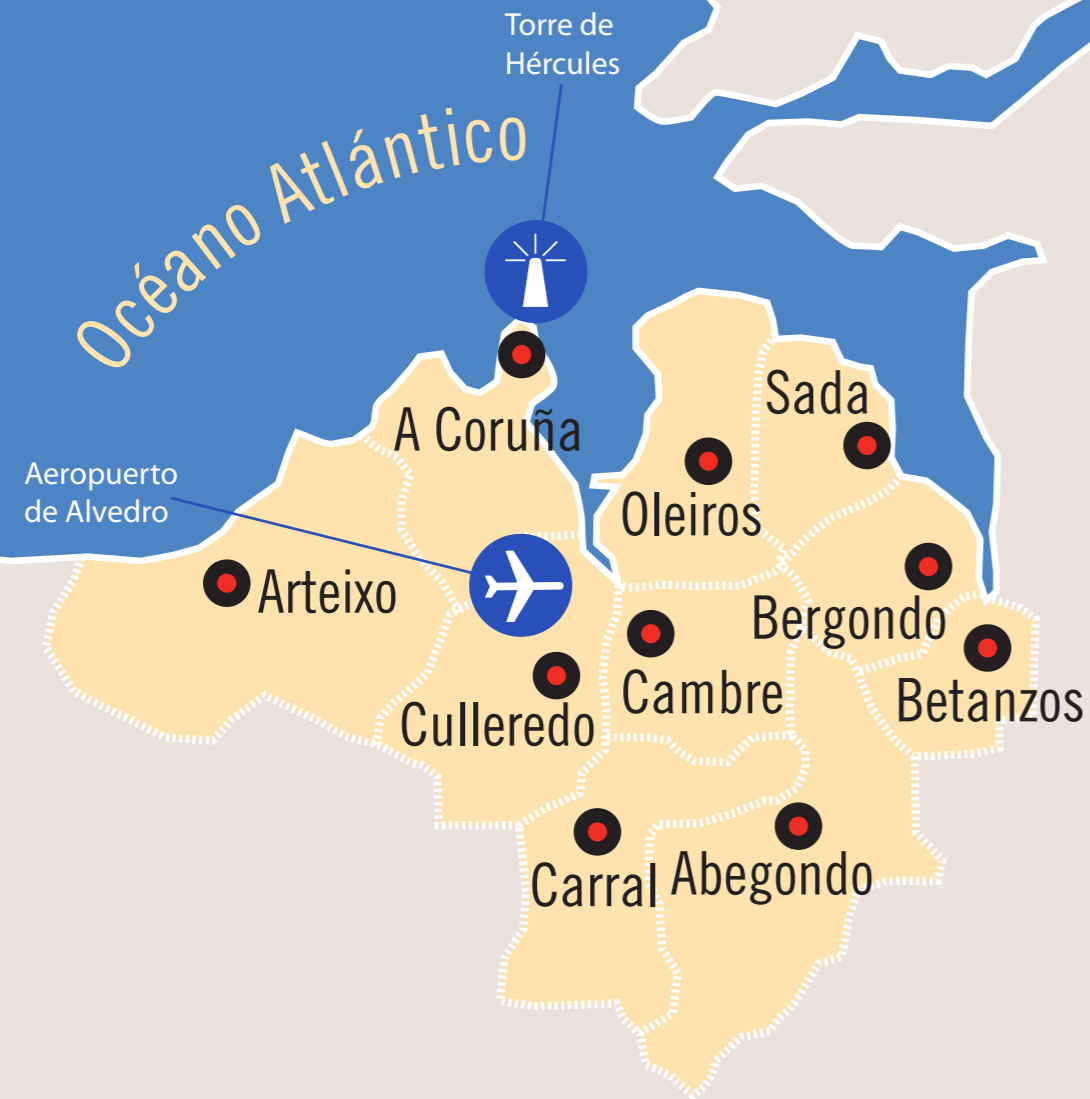 Torre de
Hércules
Océano Atlántico
A Coruña
Sada
Aeropuerto
de Alvedro
Oleiros
Arteixo
Bergondo
Cambre
Betanzos
Culleredo
Carral
Abegondo